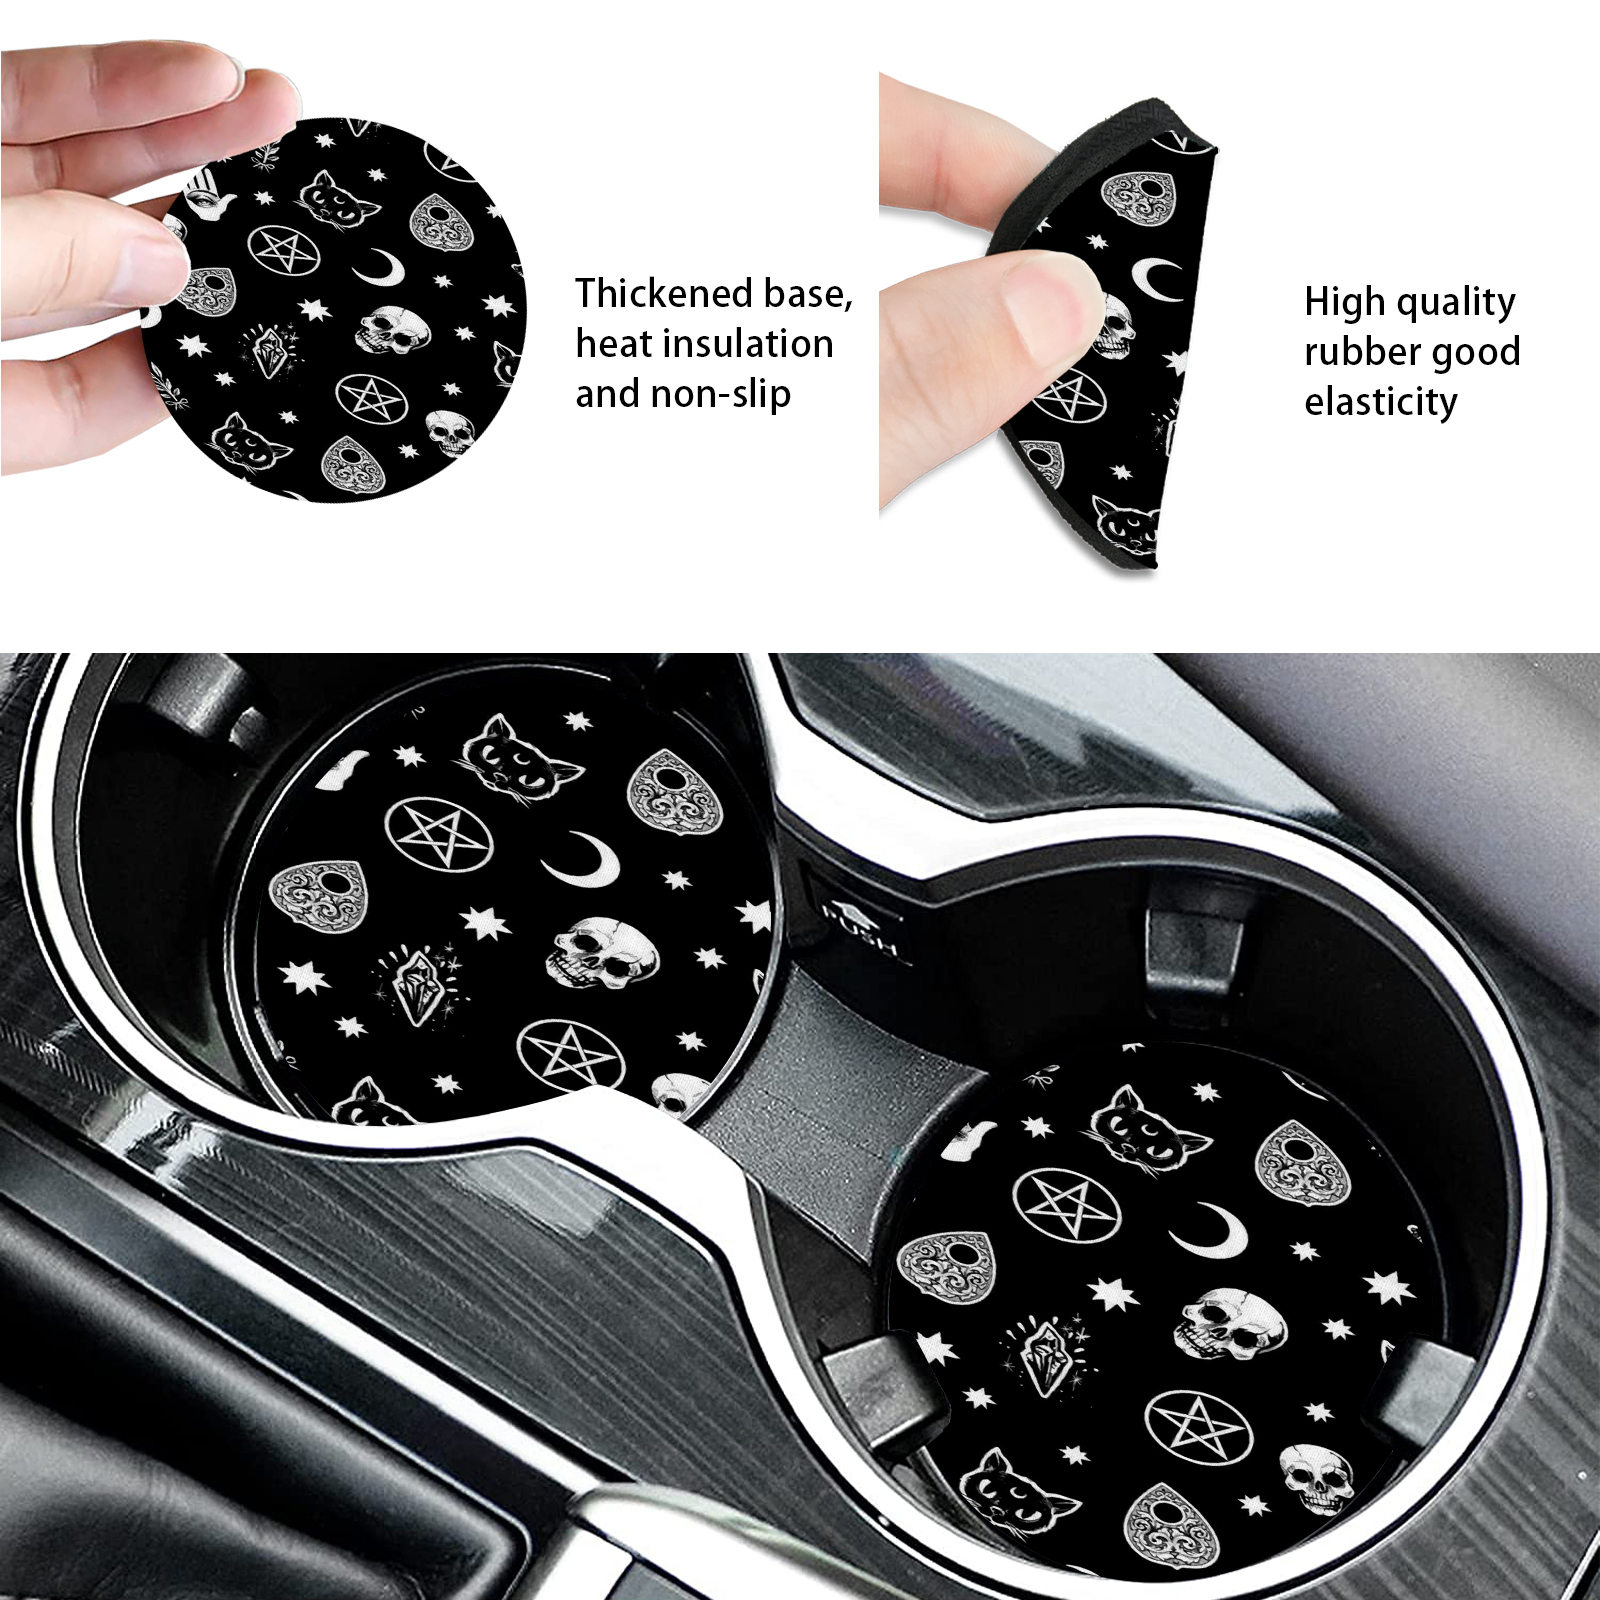 Thickened base,
heat insulation
and non-slip
High quality
rubber good
elasticity
PUSH